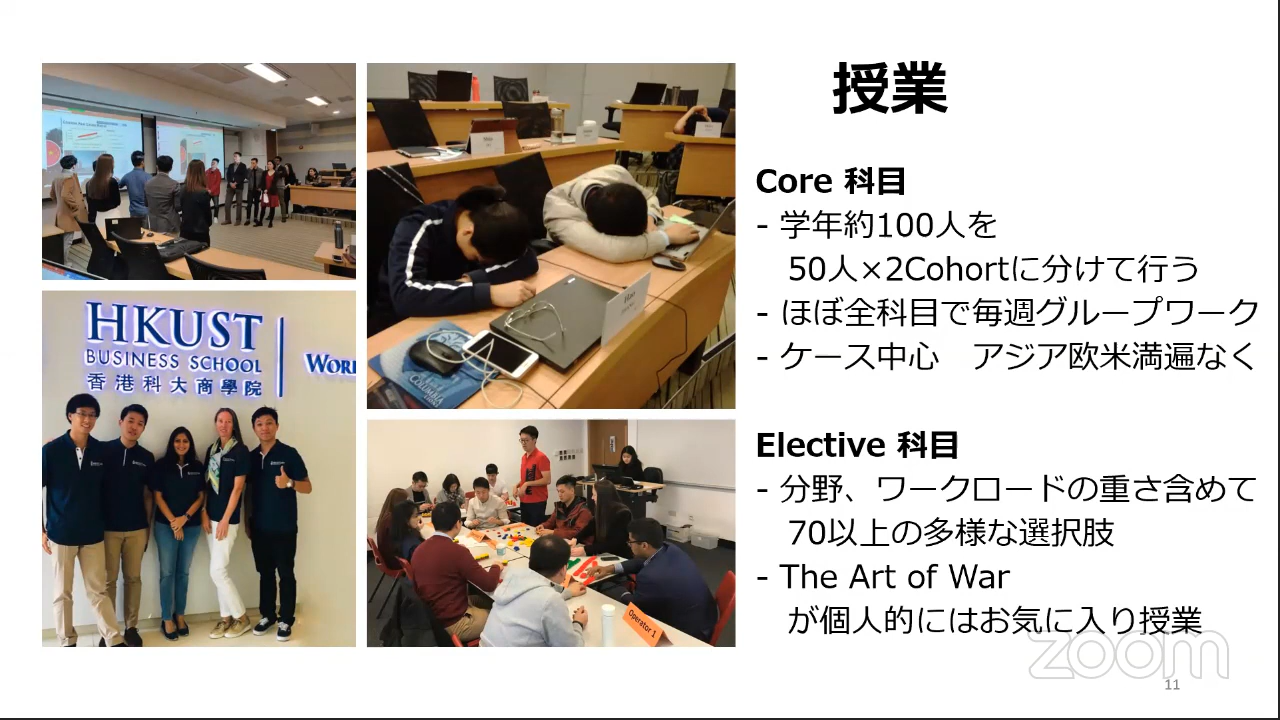 授業
Core 科目
- 学年約100人を
50人×2Cohortに分けて行う
- ほぼ全科目で毎週グループワーク
- ケース中心　アジア欧米満遍なく
Elective 科目
- 分野、ワークロードの重さ含めて
70以上の多様な選択肢
- The Art of War
が個人的にはお気に入り授業
HKUST
BUSINESS SCHOOL
香港科大商學院
WORL
COLUMBIA
Operator 1
zoom
11